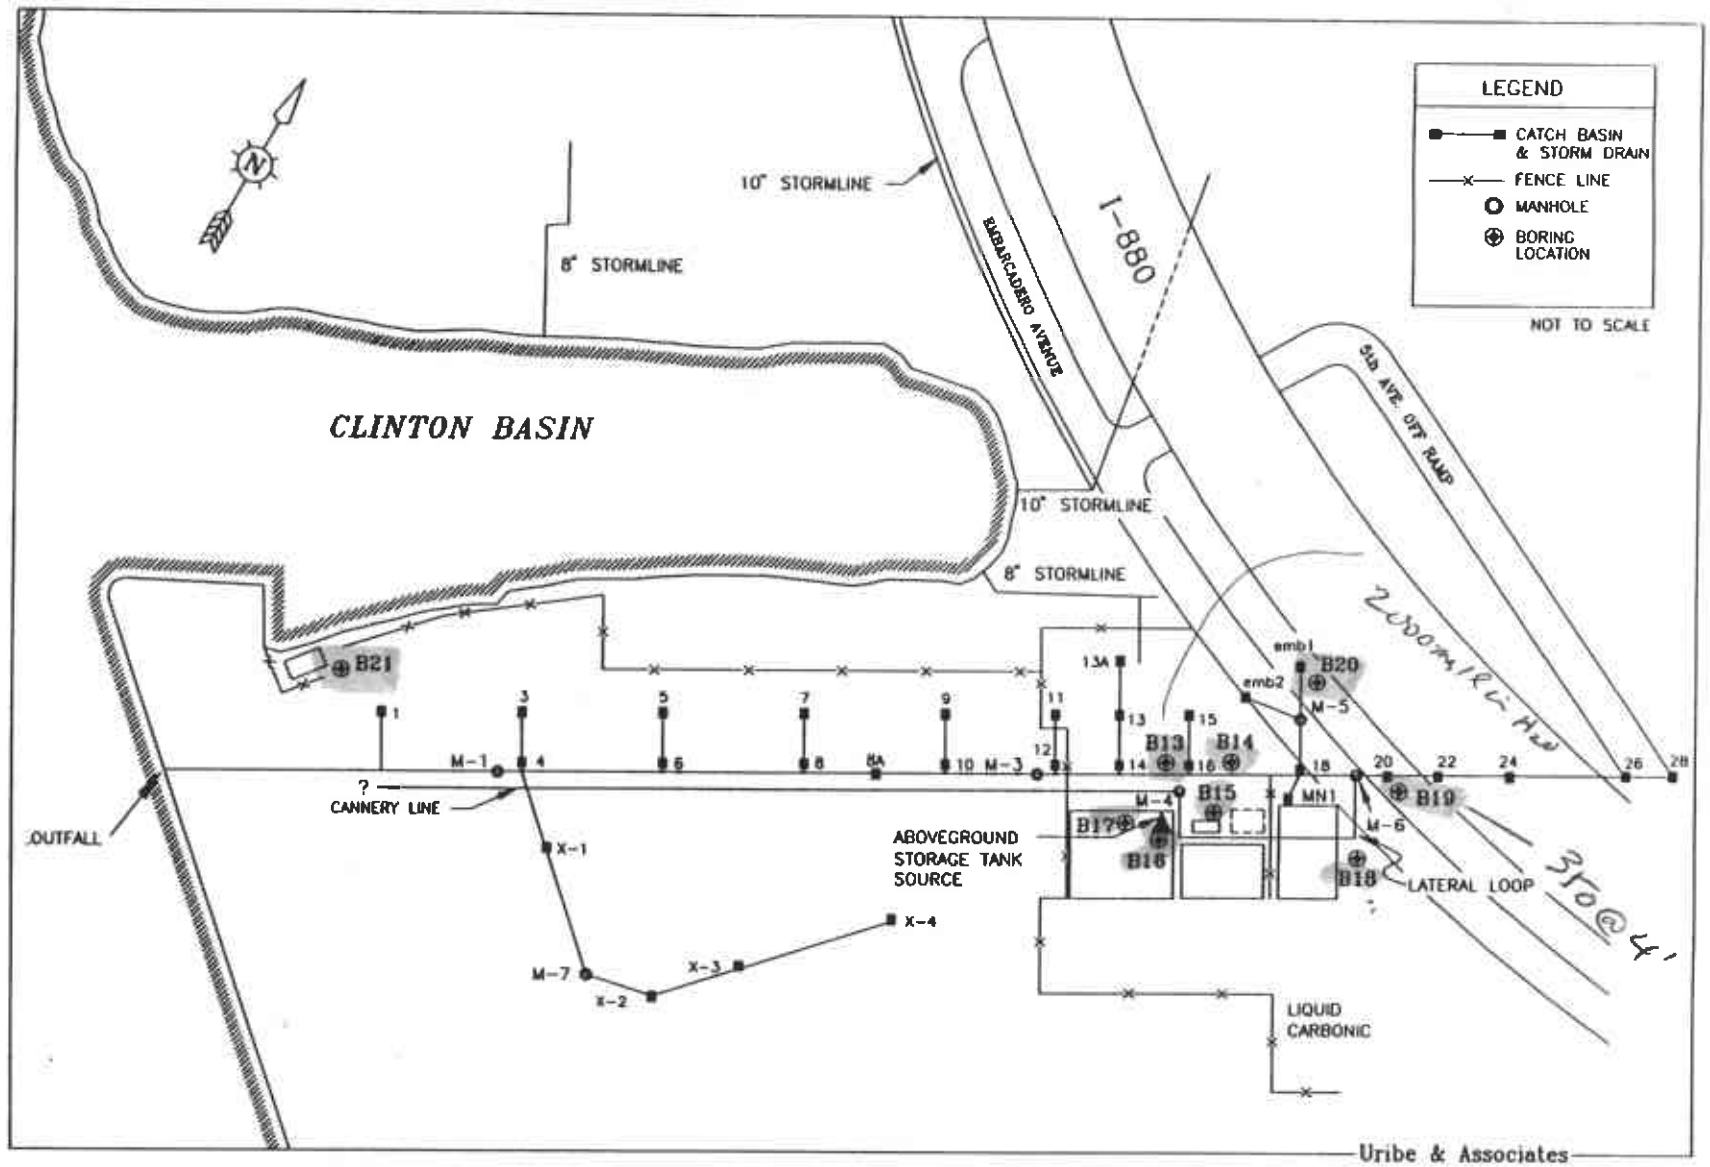 LEGEND
CATCH BASIN
& STORM DRAIN
FENCE LINE
MANHOLE
BORING
LOCATION
NOT TO SCALE
N
10" STORMLINE
8" STORMLINE
EMBARCADERO AVENUE
I-880
5th AVE. OFF RAMP
CLINTON BASIN
10" STORMLINE
8" STORMLINE
B21
1
3
5
7
9
11
13A
13
15
emb1
emb2
B20
M-5
M-1
4
6
8
8A
10
M-3
12
14
B13
16
B14
18
20
22
24
26
28
?
CANNERY LINE
OUTFALL
X-1
M-7
X-2
X-3
X-4
M-4
B15
MN1
B19
M-6
B17
B16
B18
ABOVEGROUND
STORAGE TANK
SOURCE
LATERAL LOOP
350@4'
LIQUID
CARBONIC
Uribe & Associates